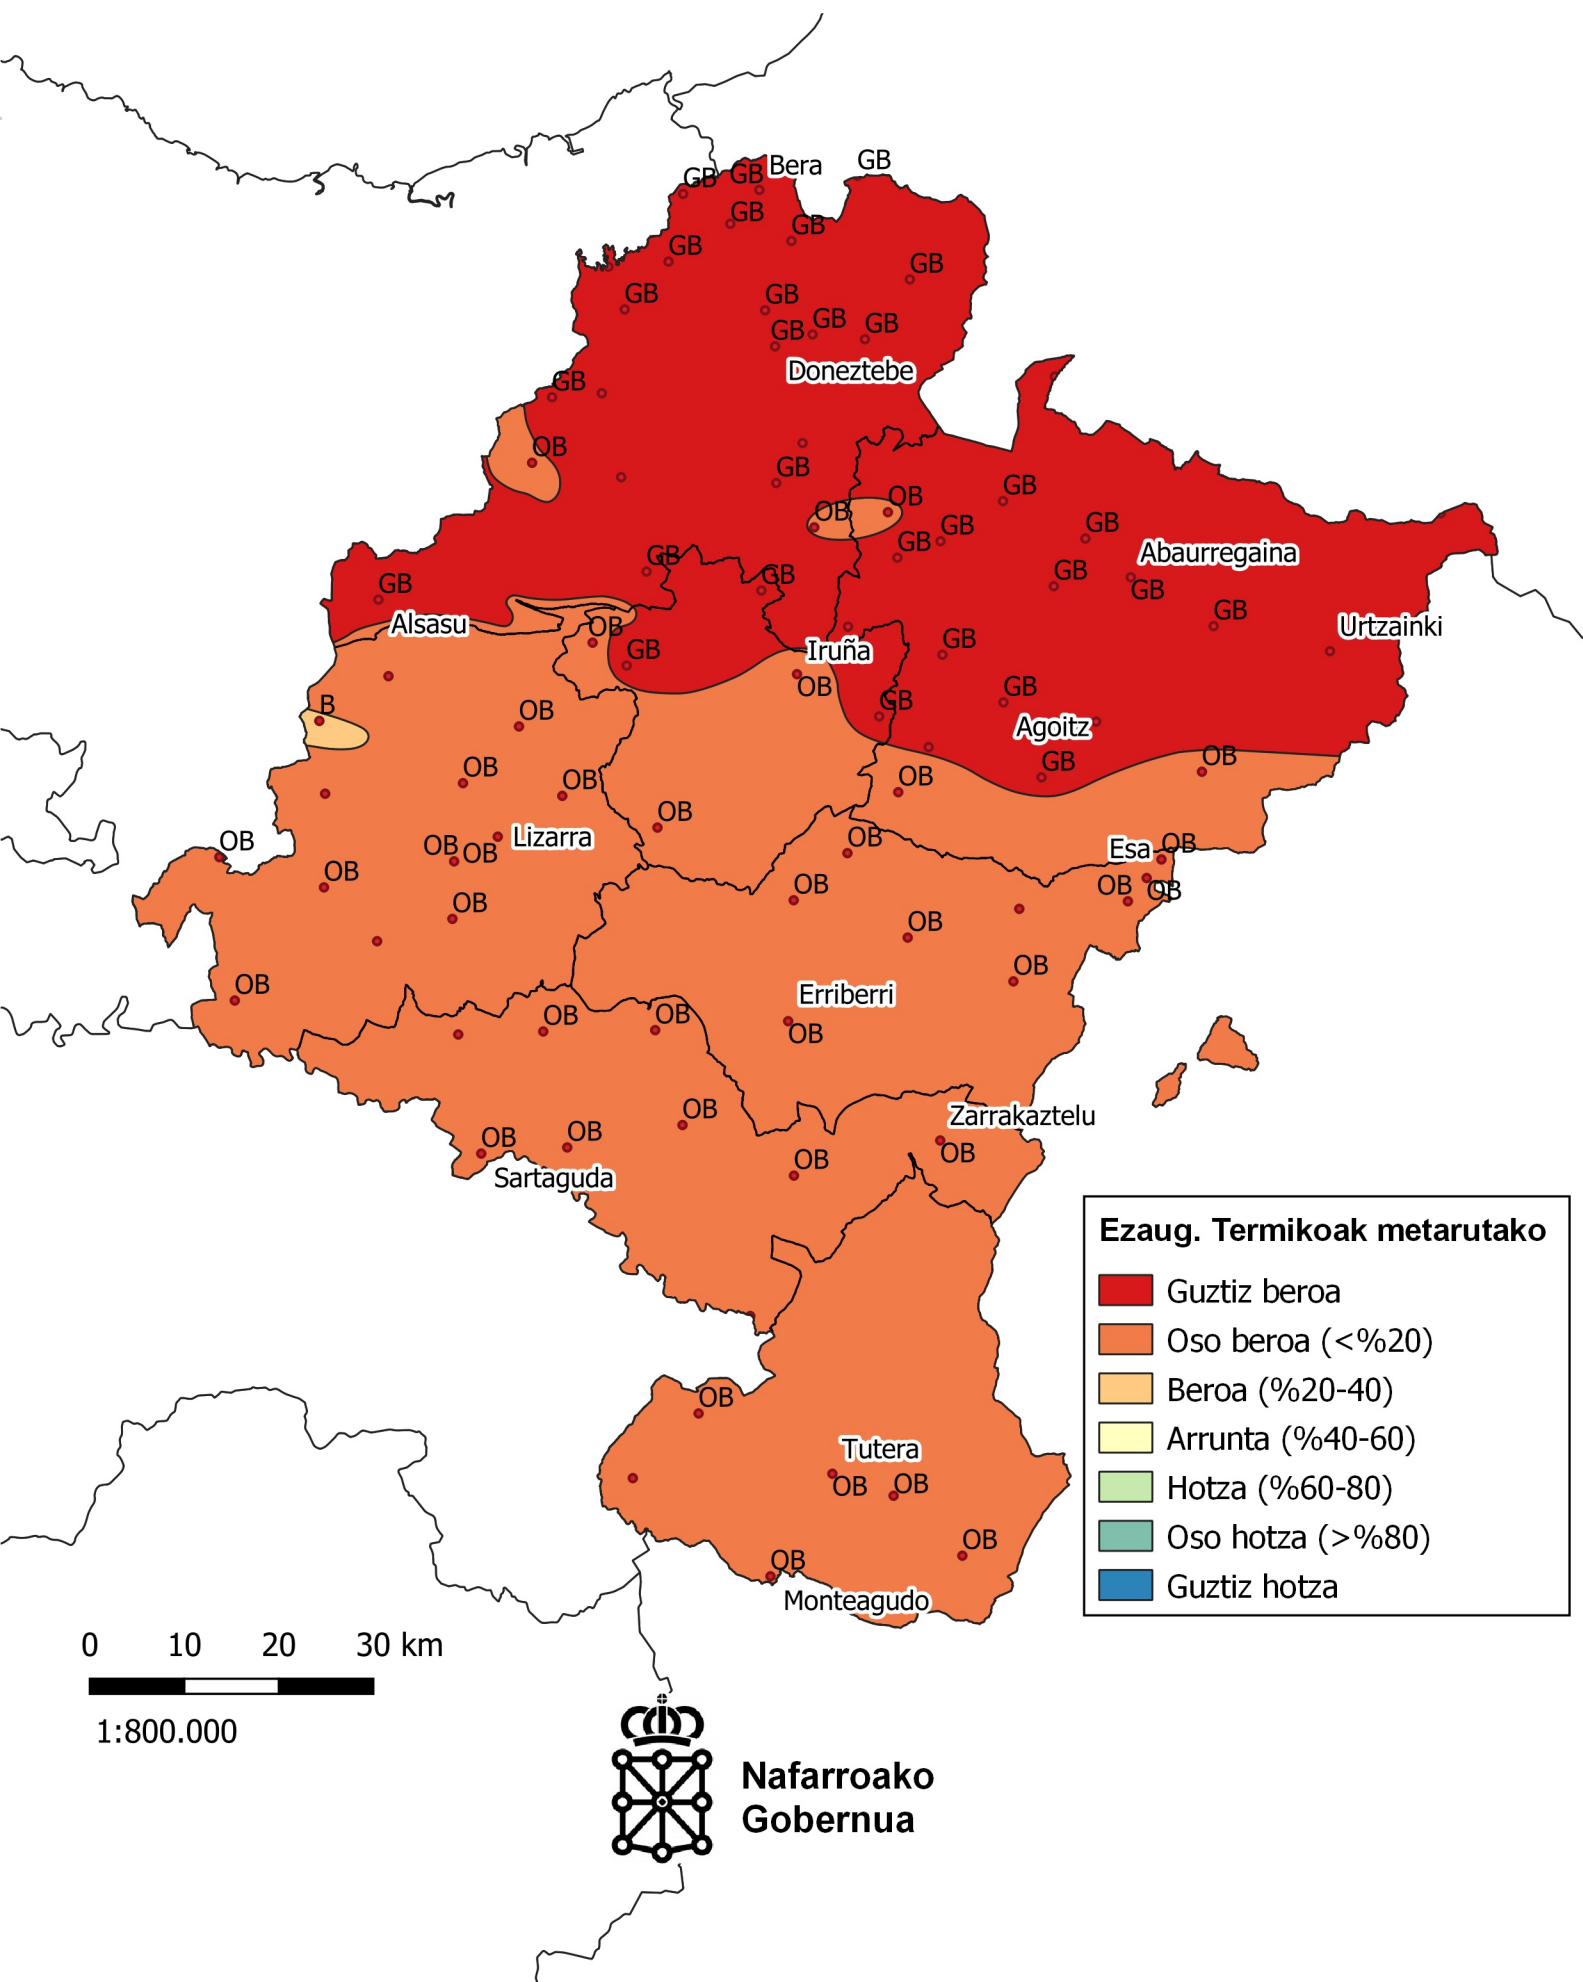 GB
GB
Bera
GB
GB
GB
GB
GB
GB
GB
GB
GB
GB
Doneztebe
GB
OB
GB
GB
OB
OB
GB
GB
GB
Abaurregaina
GB
GB
GB
GB
GB
GB
Alsasu
OB
Urtzainki
GB
Iruña
GB
OB
GB
GB
B
OB
Agoitz
GB
OB
OB
OB
OB
OB
OB
OB
Lizarra
OB
OB
OB
Esa
OB
OB
OB
OB
OB
OB
OB
OB
OB
Erriberri
OB
OB
OB
OB
Zarrakaztelu
OB
OB
OB
OB
Sartaguda
Ezaug. Termikoak metarutako
Guztiz beroa
Oso beroa (<%20)
Beroa (%20-40)
Arrunta (%40-60)
Hotza (%60-80)
Oso hotza (>%80)
Guztiz hotza
OB
Tutera
OB
OB
OB
OB
Monteagudo
0 10 20 30 km
1:800.000
Nafarroako
Gobernua